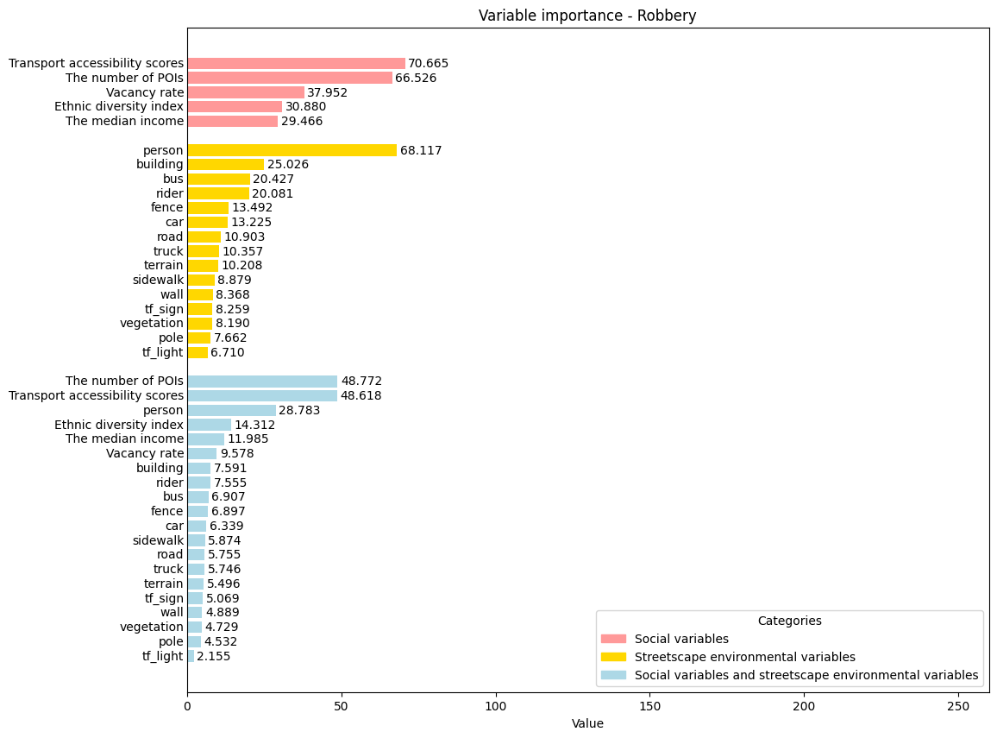 Variable importance - Robbery
Transport accessibility scores 70.665
The number of POIs 66.526
Vacancy rate 37.952
Ethnic diversity index 30.880
The median income 29.466
person 68.117
building 25.026
bus 20.427
rider 20.081
fence 13.492
car 13.225
road 10.903
truck 10.357
terrain 10.208
sidewalk 8.879
wall 8.368
tf_sign 8.259
vegetation 8.190
pole 7.662
tf_light 6.710
The number of POIs 48.772
Transport accessibility scores 48.618
person 28.783
Ethnic diversity index 14.312
The median income 11.985
Vacancy rate 9.578
building 7.591
rider 7.555
bus 6.907
fence 6.897
car 6.339
sidewalk 5.874
road 5.755
truck 5.746
terrain 5.496
tf_sign 5.069
wall 4.889
vegetation 4.729
pole 4.532
tf_light 2.155
Categories
Social variables
Streetscape environmental variables
Social variables and streetscape environmental variables
0 50 100 150 200 250
Value